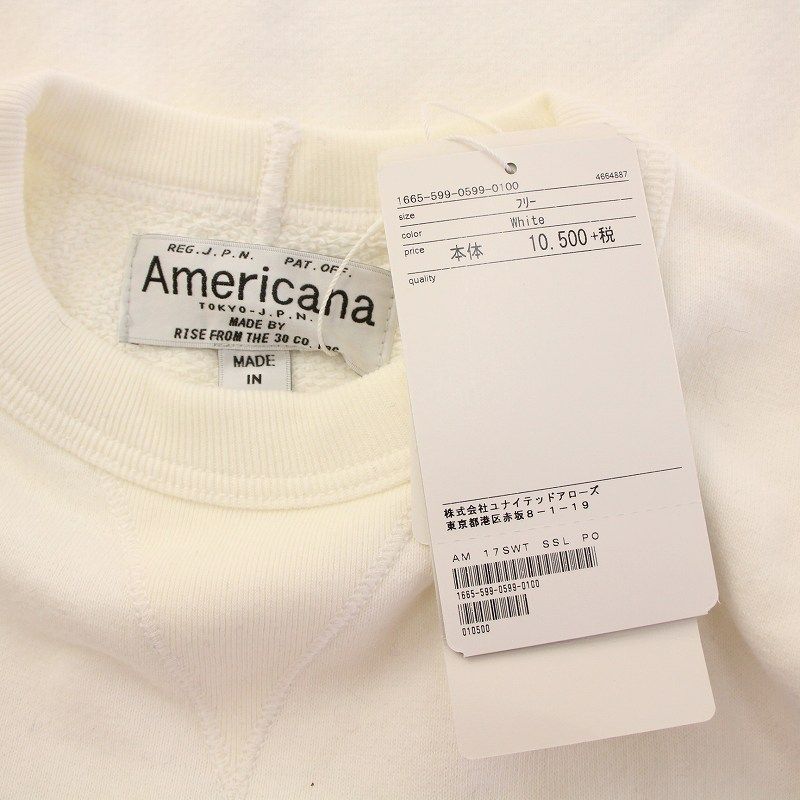 REG.J.P.N. PAT.OFF.
Americana
TOKYO-J.P.N.
MADE BY
RISE FROM THE 30 CO.
MADE
IN
1665-599-0599-0100 4664887
size フリー
color White
price 本体 10.500+税
quality
株式会社ユナイテッドアローズ
東京都港区赤坂8-1-19
AM 17SWT SSL PO
1665-599-0599-0100
010500